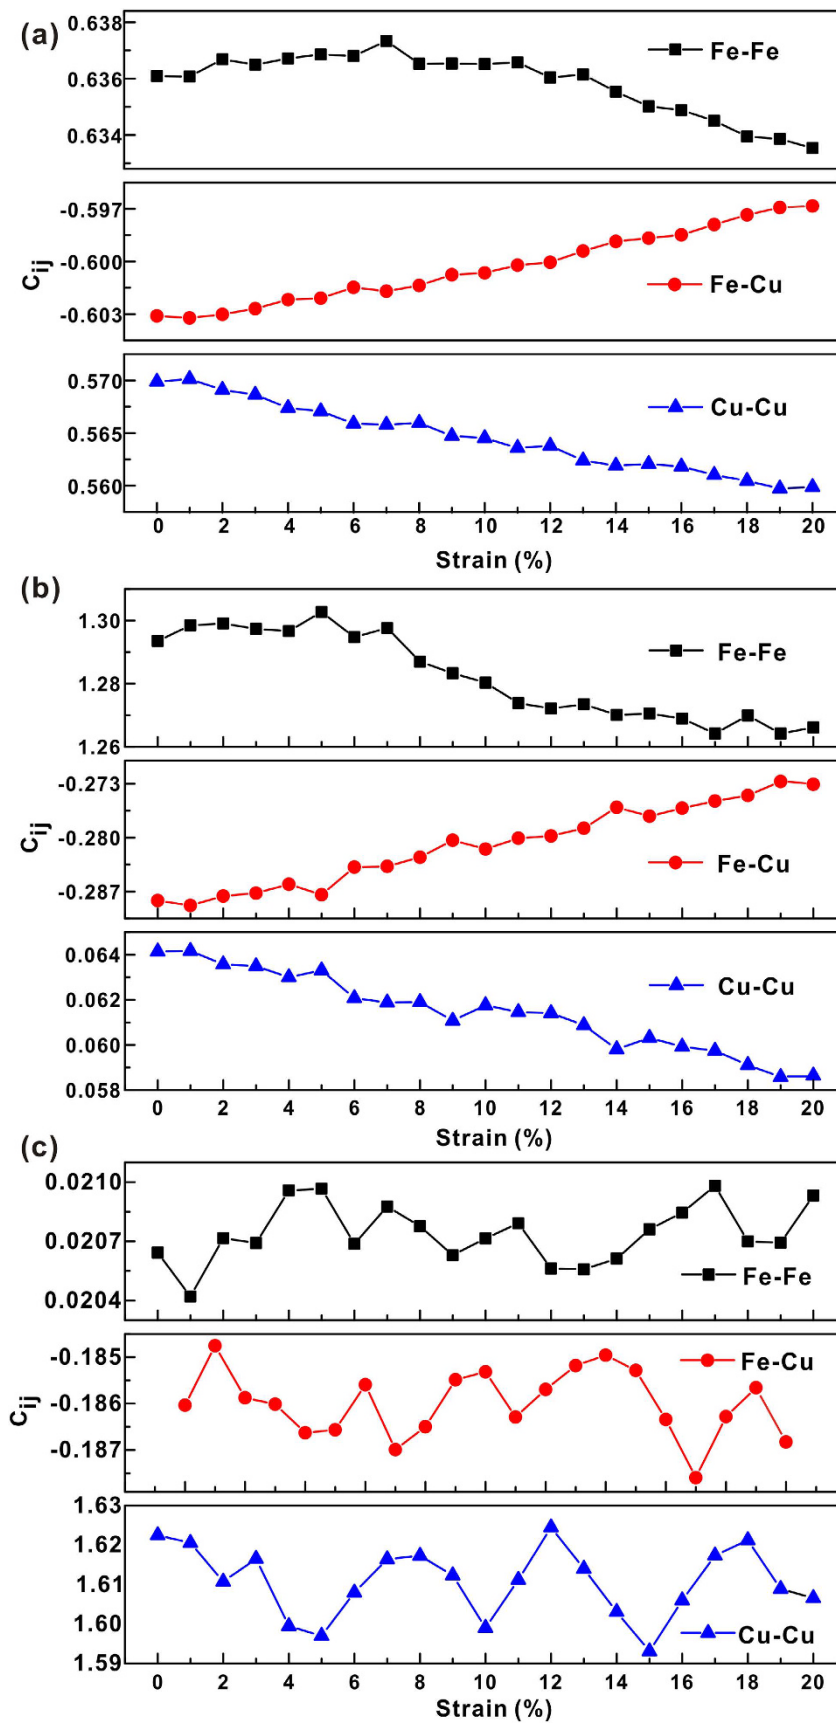 (a)
0.638
0.636
0.634
Fe-Fe
-0.597
-0.600
-0.603
Fe-Cu
C_ij
0.570
0.565
0.560
Cu-Cu
0 2 4 6 8 10 12 14 16 18 20
Strain (%)
(b)
1.30
1.28
1.26
Fe-Fe
-0.273
-0.280
-0.287
Fe-Cu
C_ij
0.064
0.062
0.060
0.058
Cu-Cu
0 2 4 6 8 10 12 14 16 18 20
Strain (%)
(c)
0.0210
0.0207
0.0204
Fe-Fe
-0.185
-0.186
-0.187
Fe-Cu
C_ij
1.63
1.62
1.61
1.60
1.59
Cu-Cu
0 2 4 6 8 10 12 14 16 18 20
Strain (%)